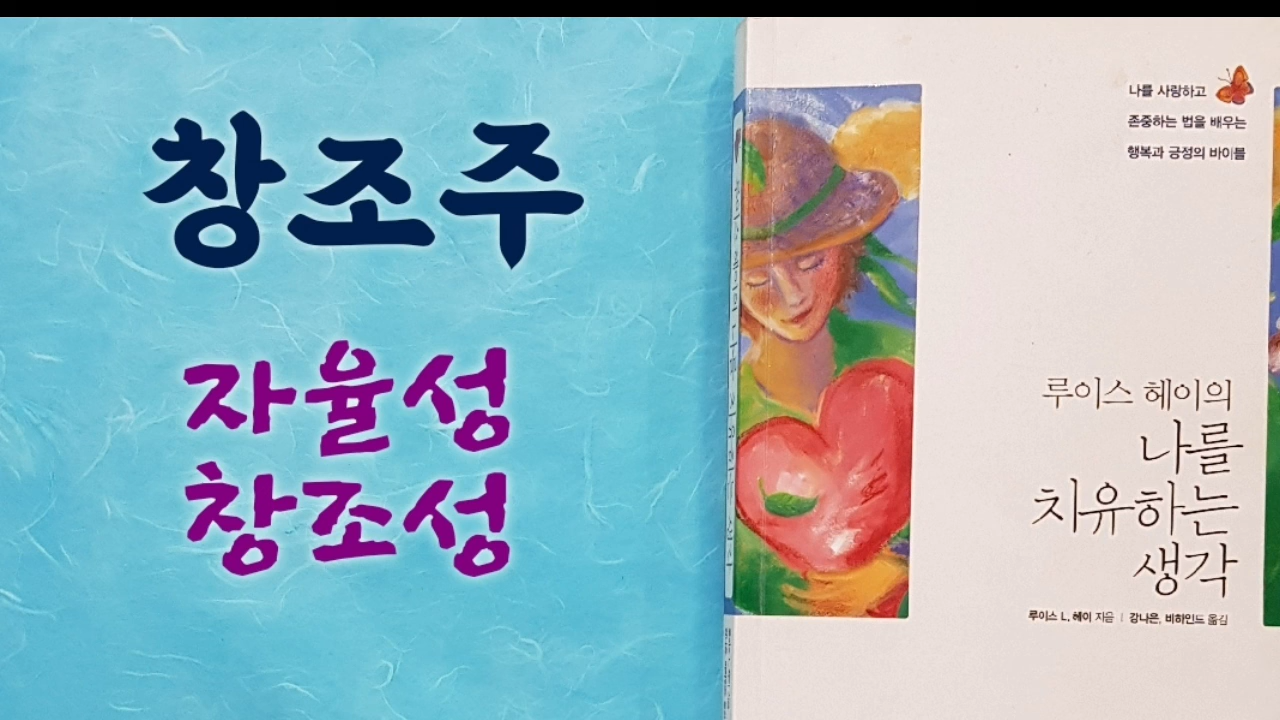 창조주
자율성
창조성
나를 사랑하고
존중하는 법을 배우는
행복과 긍정의 바이블
루이스 헤이의
나를
치유하는
생각
루이스 L. 헤이 지음 | 강나은, 비하인드 옮김